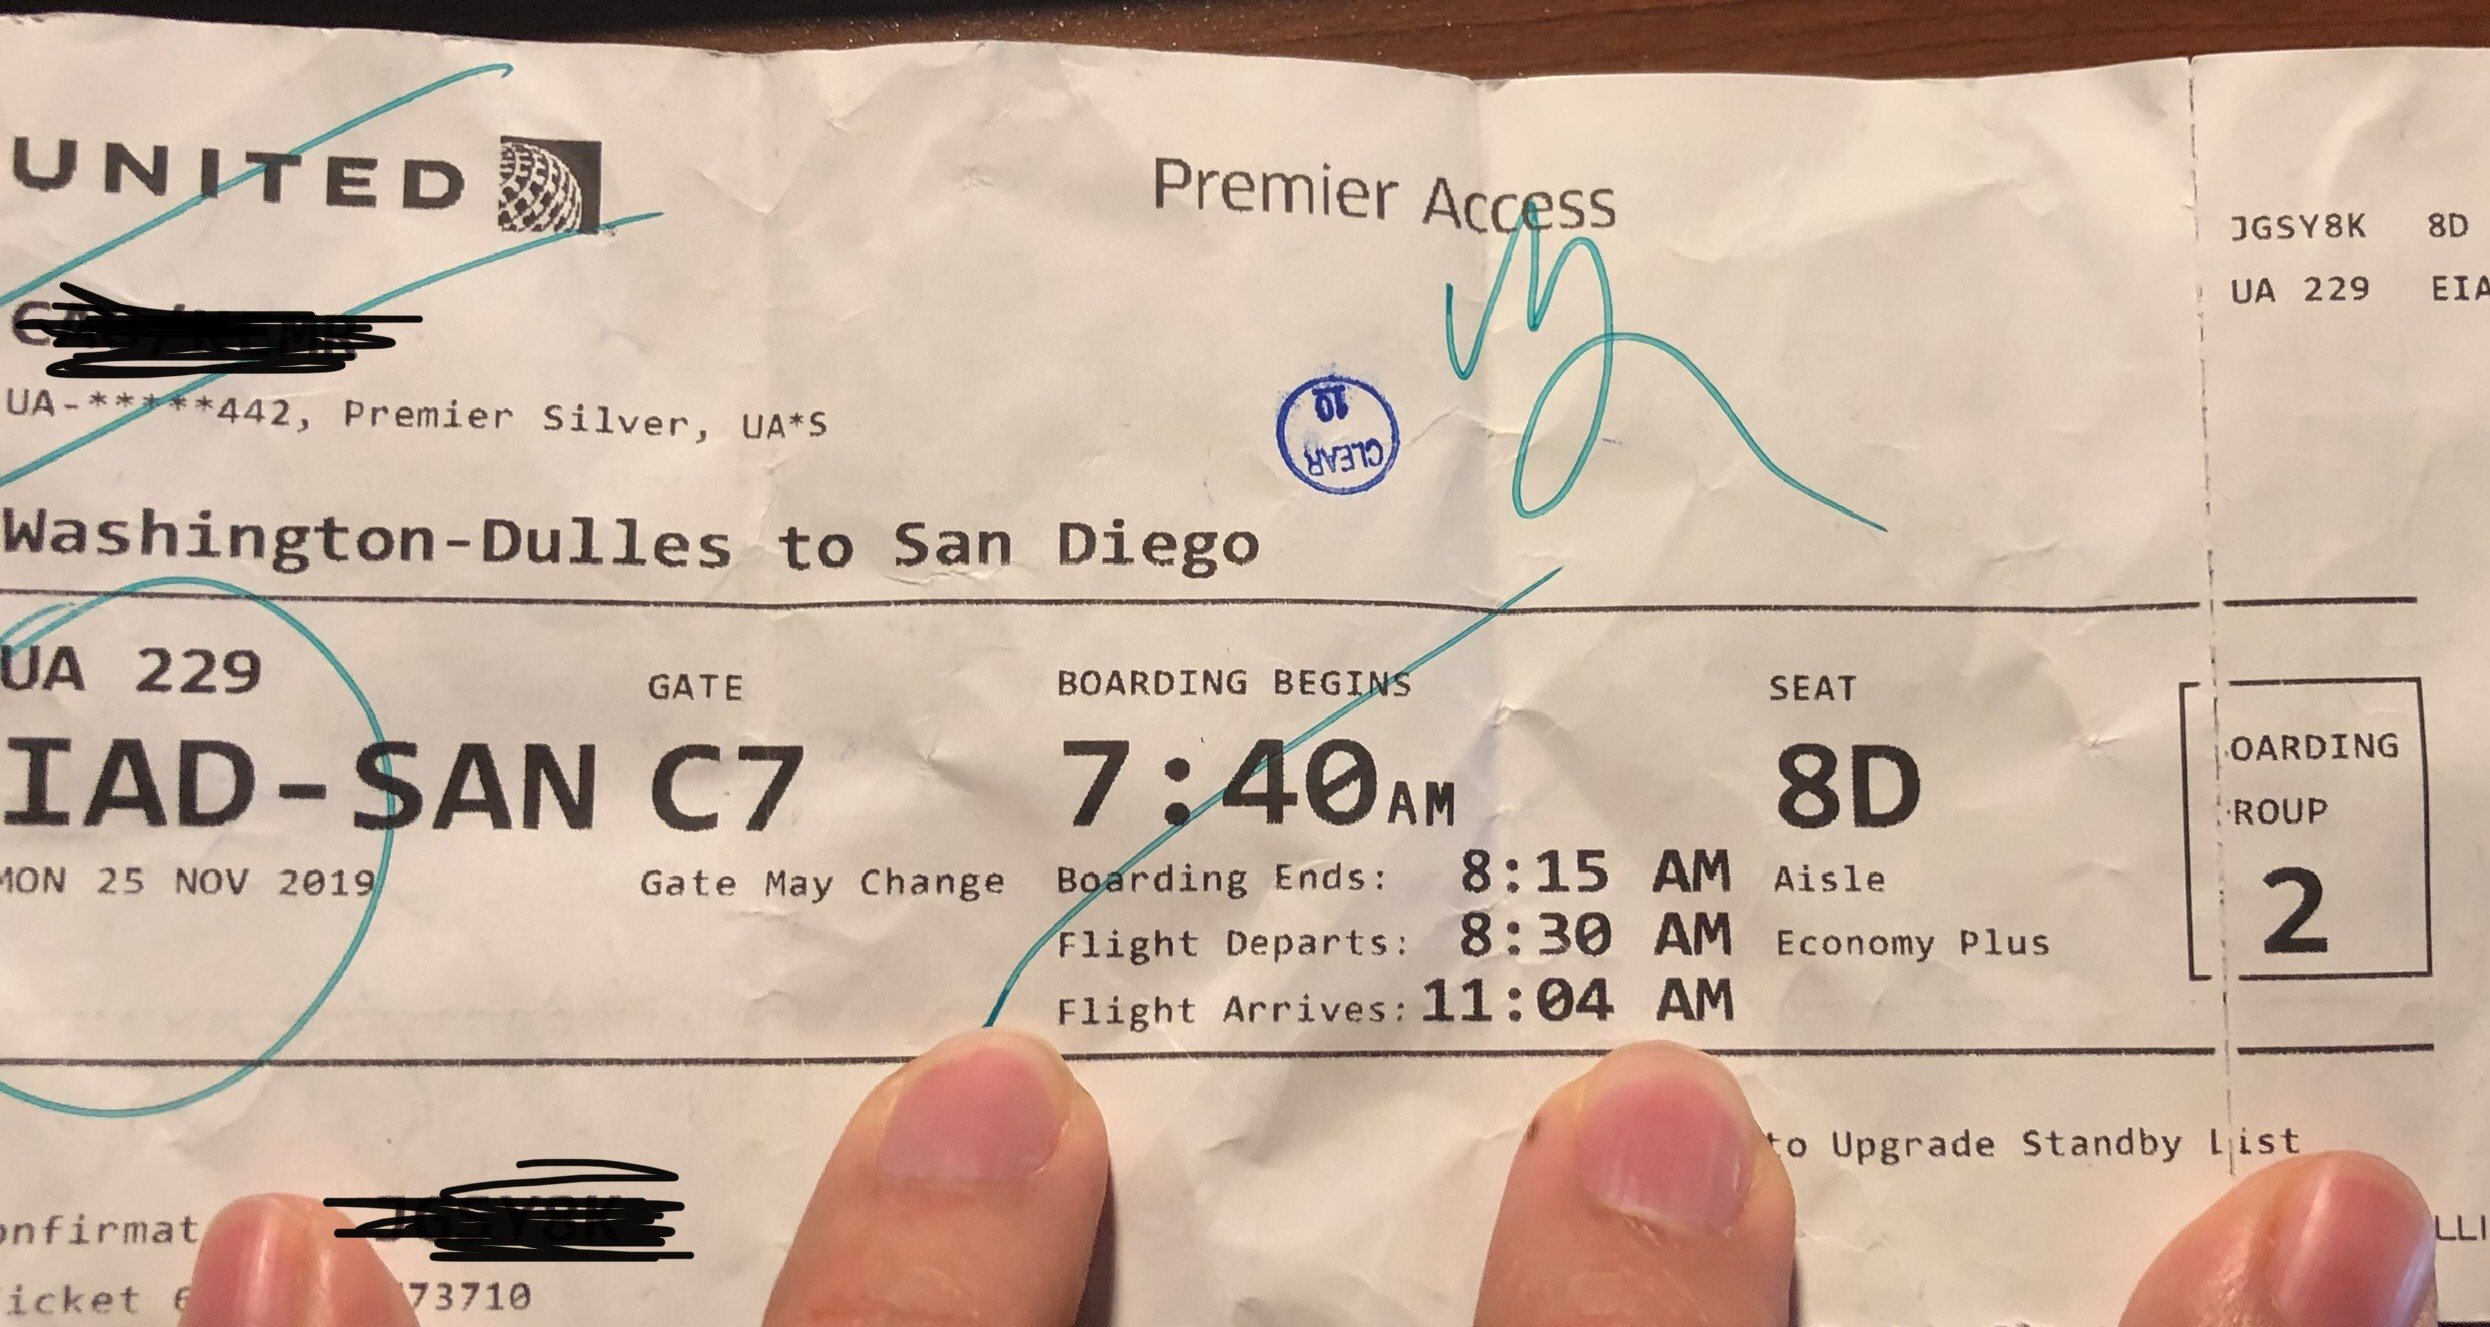 UNITED
Premier Access
JGSY8K 8D
UA 229 EIA
UA-*****442, Premier Silver, UA*S
CLEAR
10
Washington-Dulles to San Diego
UA 229
GATE
BOARDING BEGINS
SEAT
IAD-SAN C7 7:40AM 8D
OARDING
ROUP
2
MON 25 NOV 2019
Gate May Change
Boarding Ends: 8:15 AM Aisle
Flight Departs: 8:30 AM Economy Plus
Flight Arrives: 11:04 AM
to Upgrade Standby List
onfirmat
icket 73710
LLI